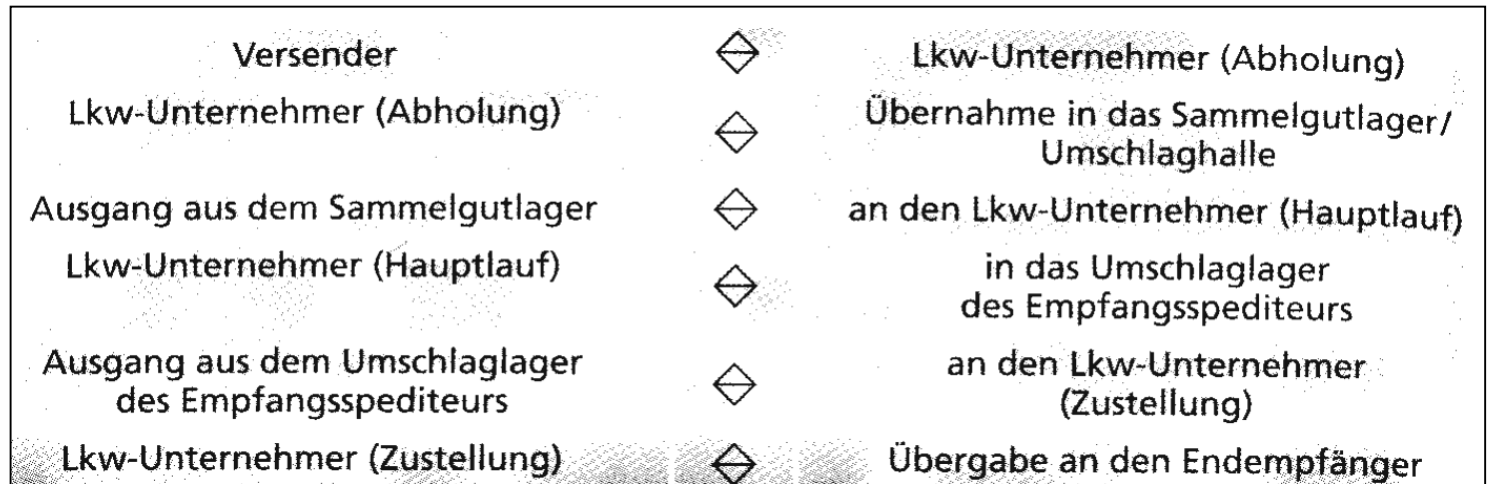 Versender Lkw-Unternehmer (Abholung)
Lkw-Unternehmer (Abholung) Übernahme in das Sammelgutlager/
Umschlaghalle
Ausgang aus dem Sammelgutlager an den Lkw-Unternehmer (Hauptlauf)
Lkw-Unternehmer (Hauptlauf) in das Umschlaglager
des Empfangsspediteurs
Ausgang aus dem Umschlaglager an den Lkw-Unternehmer
des Empfangsspediteurs (Zustellung)
Lkw-Unternehmer (Zustellung) Übergabe an den Endempfänger